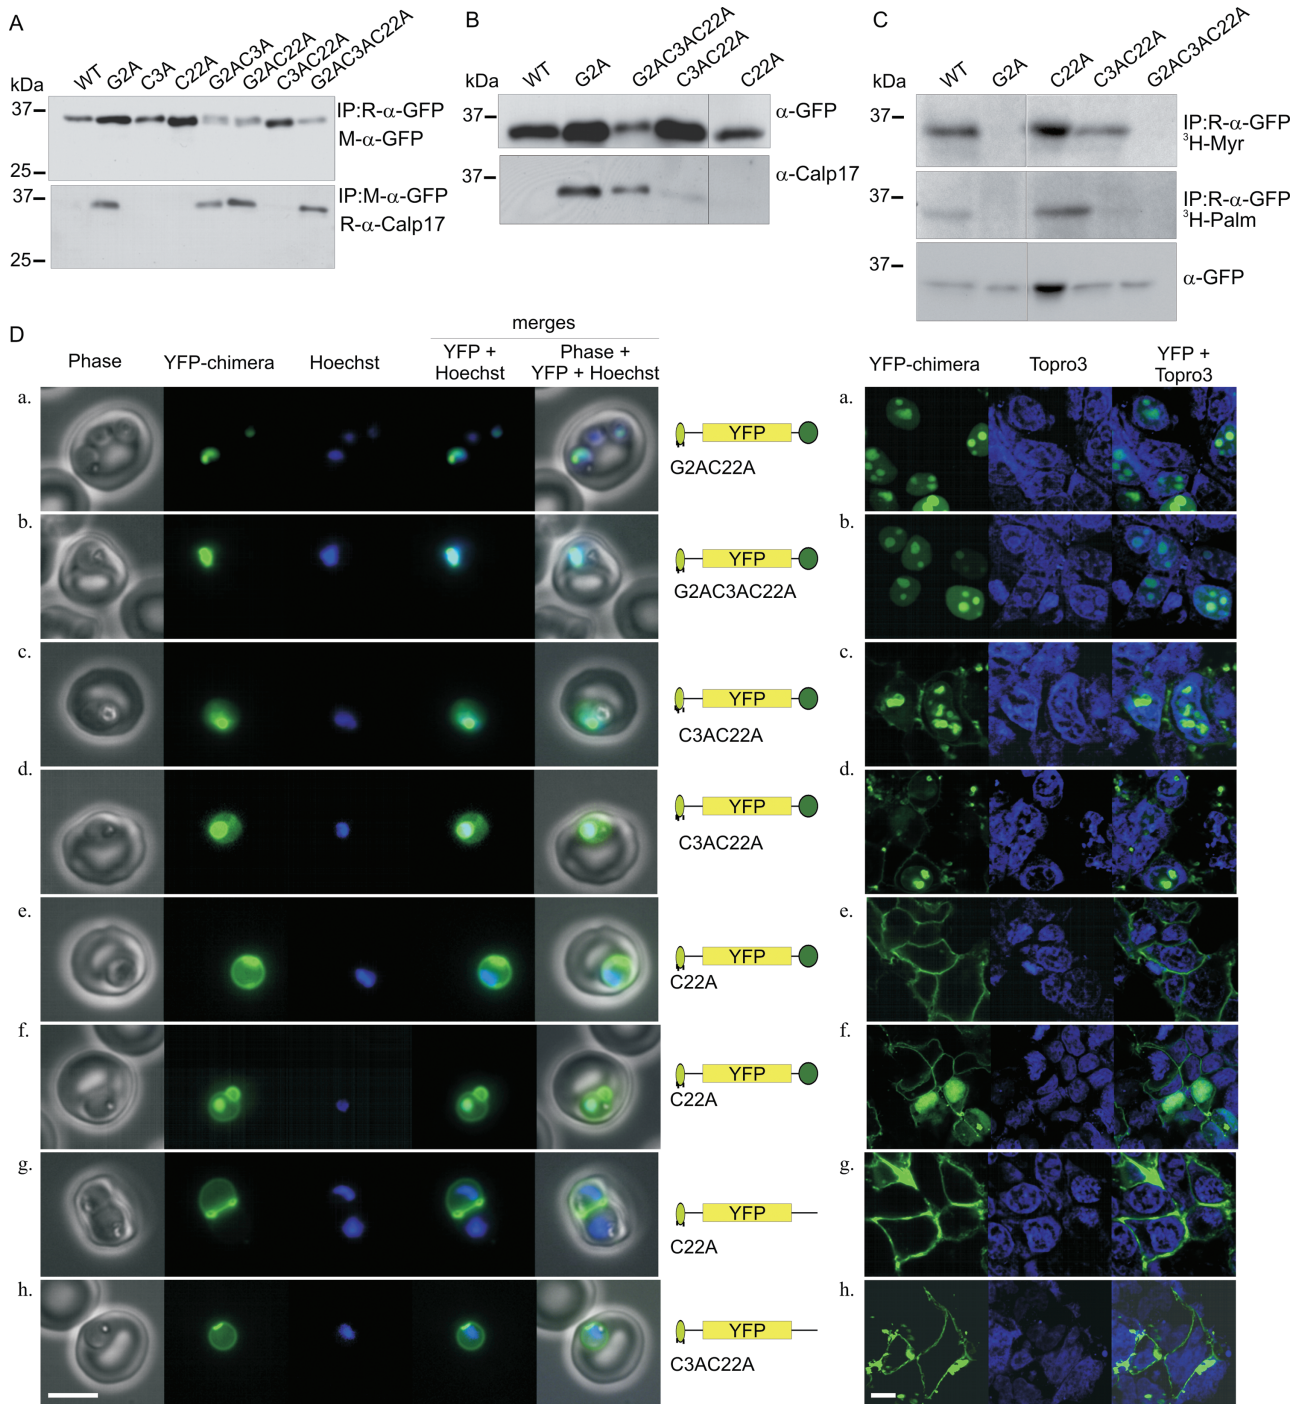 A
kDa
WT
G2A
C3A
C22A
G2AC3A
G2AC22A
C3AC22A
G2AC3AC22A
37
IP:R-α-GFP
M-α-GFP
25
37
IP:M-α-GFP
R-α-Calp17
25
B
kDa
WT
G2A
G2AC3AC22A
C3AC22A
C22A
37
α-GFP
37
α-Calp17
C
kDa
WT
G2A
C22A
C3AC22A
G2AC3AC22A
37
IP:R-α-GFP
³H-Myr
37
IP:R-α-GFP
³H-Palm
37
α-GFP
D
merges
Phase
YFP-chimera
Hoechst
YFP +
Hoechst
Phase +
YFP + Hoechst
YFP-chimera
Topro3
YFP +
Topro3
a.
YFP
G2AC22A
a.
b.
YFP
G2AC3AC22A
b.
c.
YFP
C3AC22A
c.
d.
YFP
C3AC22A
d.
e.
YFP
C22A
e.
f.
YFP
C22A
f.
g.
YFP
C22A
g.
h.
YFP
C3AC22A
h.